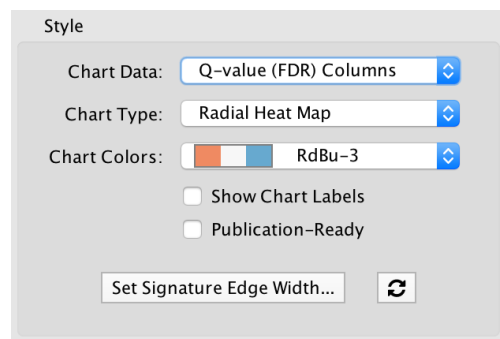 Style
Chart Data: Q-value (FDR) Columns
Chart Type: Radial Heat Map
Chart Colors: RdBu-3
Show Chart Labels
Publication-Ready
Set Signature Edge Width...